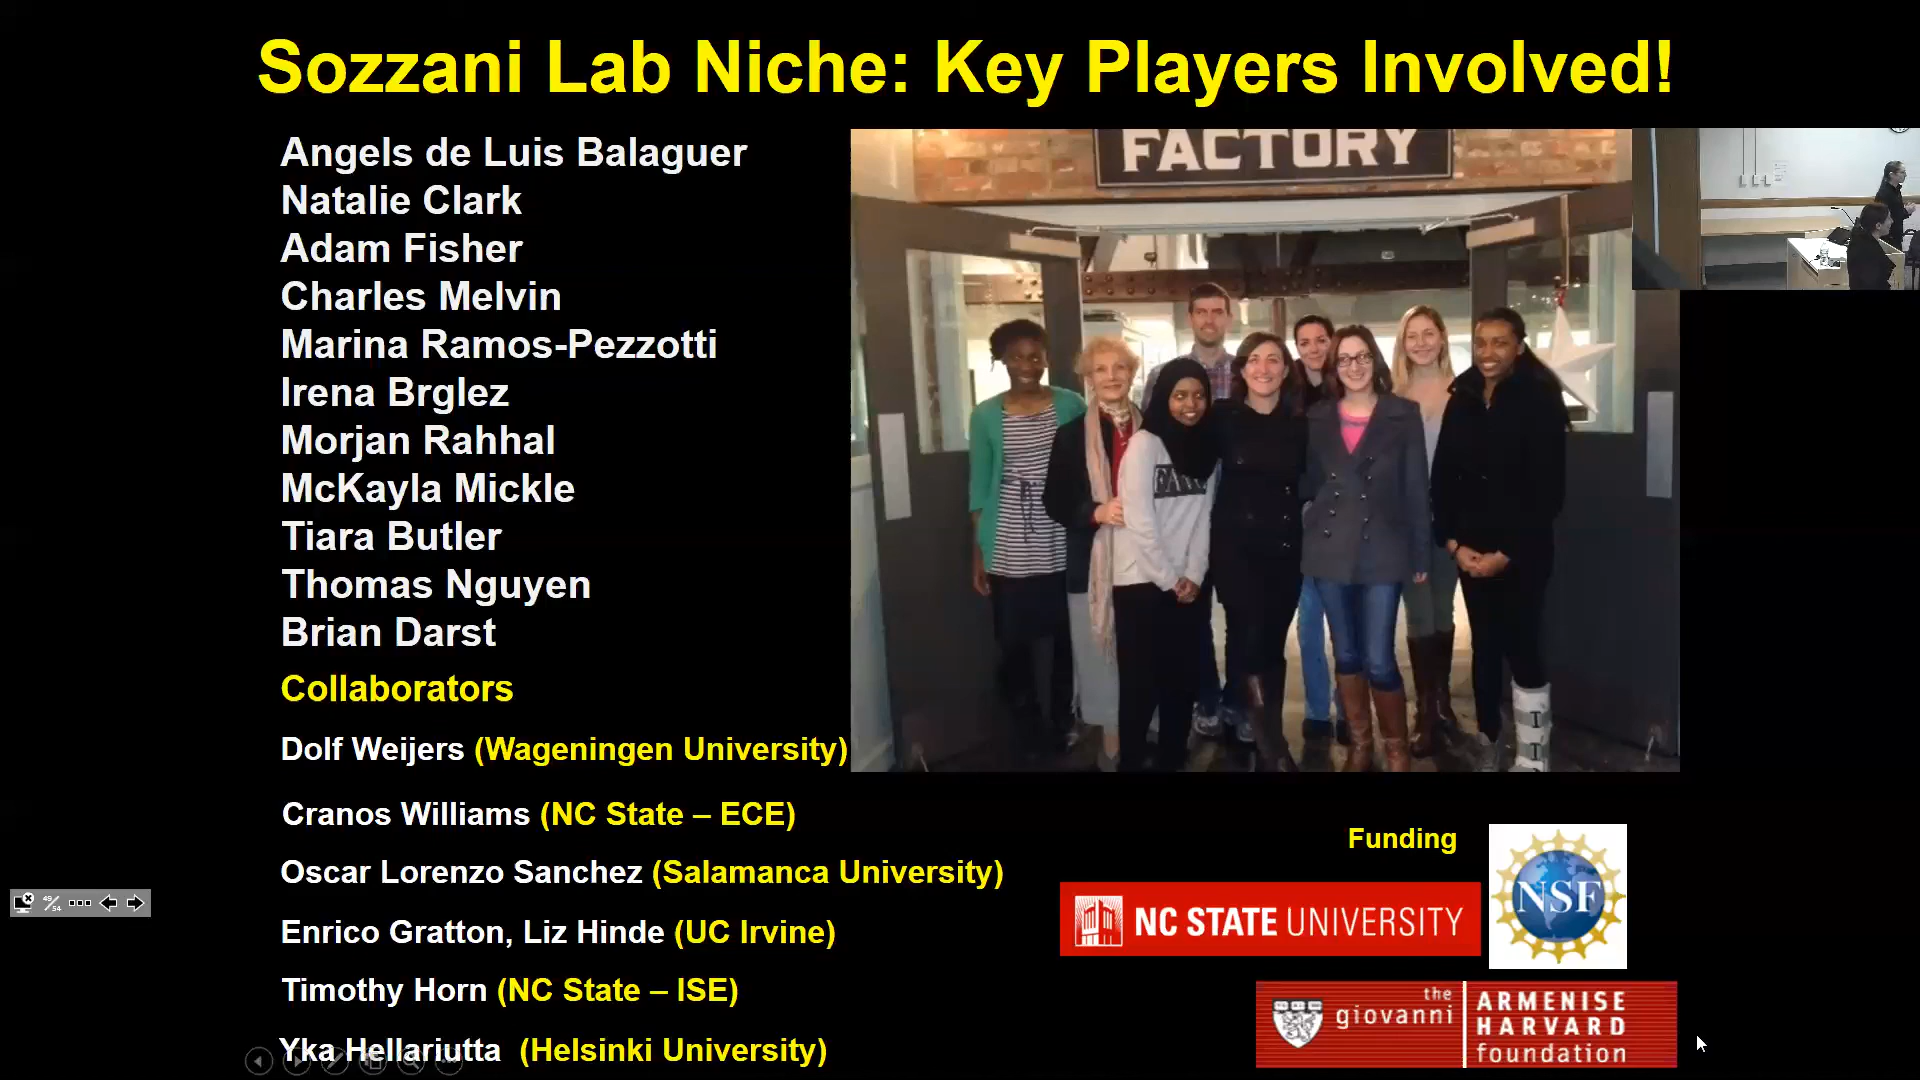 Sozzani Lab Niche: Key Players Involved!
Angels de Luis Balaguer
Natalie Clark
Adam Fisher
Charles Melvin
Marina Ramos-Pezzotti
Irena Brglez
Morjan Rahhal
McKayla Mickle
Tiara Butler
Thomas Nguyen
Brian Darst
Collaborators
Dolf Weijers (Wageningen University)
Cranos Williams (NC State – ECE)
Oscar Lorenzo Sanchez (Salamanca University)
Enrico Gratton, Liz Hinde (UC Irvine)
Timothy Horn (NC State – ISE)
Yka Hellariutta (Helsinki University)
FACTORY
Funding
NC STATE UNIVERSITY
NSF
the
giovanni
ARMENISE
HARVARD
foundation
49/54